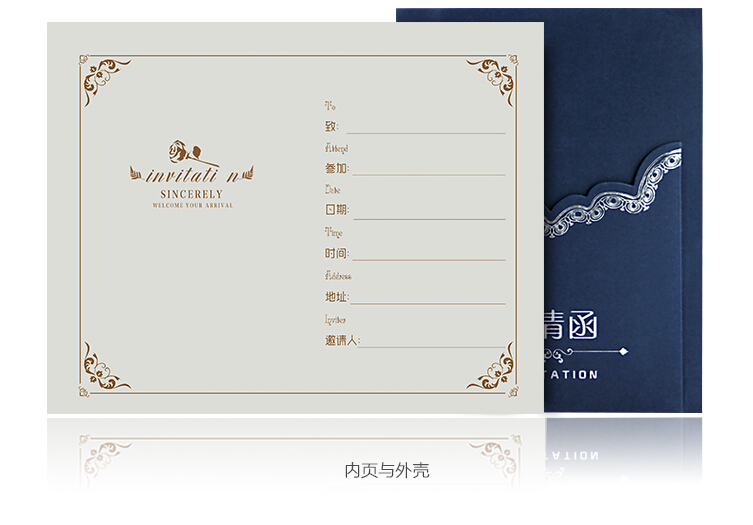 invitati n
SINCERELY
WELCOME YOUR ARRIVAL
To
致:
Attend
参加:
Date
日期:
Time
时间:
Address
地址:
Inviter
邀请人:
请函
TATION
内页与外壳